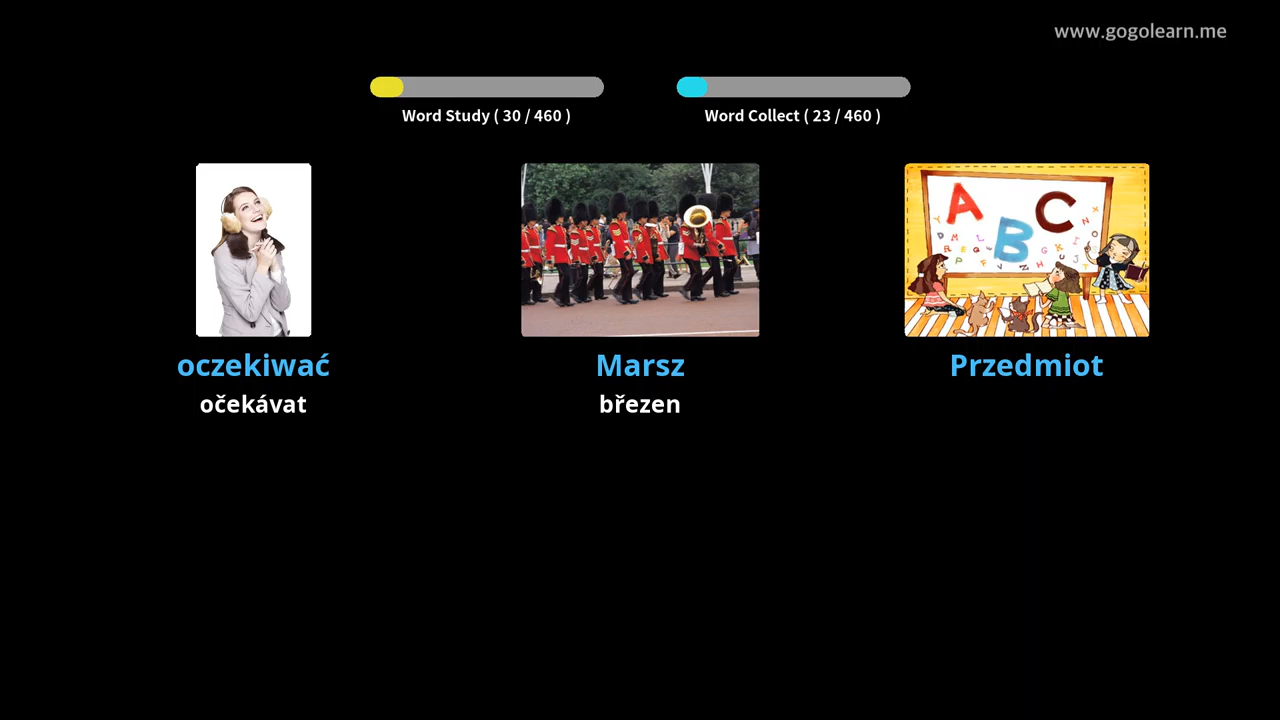 www.gogolearn.me
Word Study ( 30 / 460 )
Word Collect ( 23 / 460 )
A B C
oczekiwać
Marsz
Przedmiot
očekávat
březen